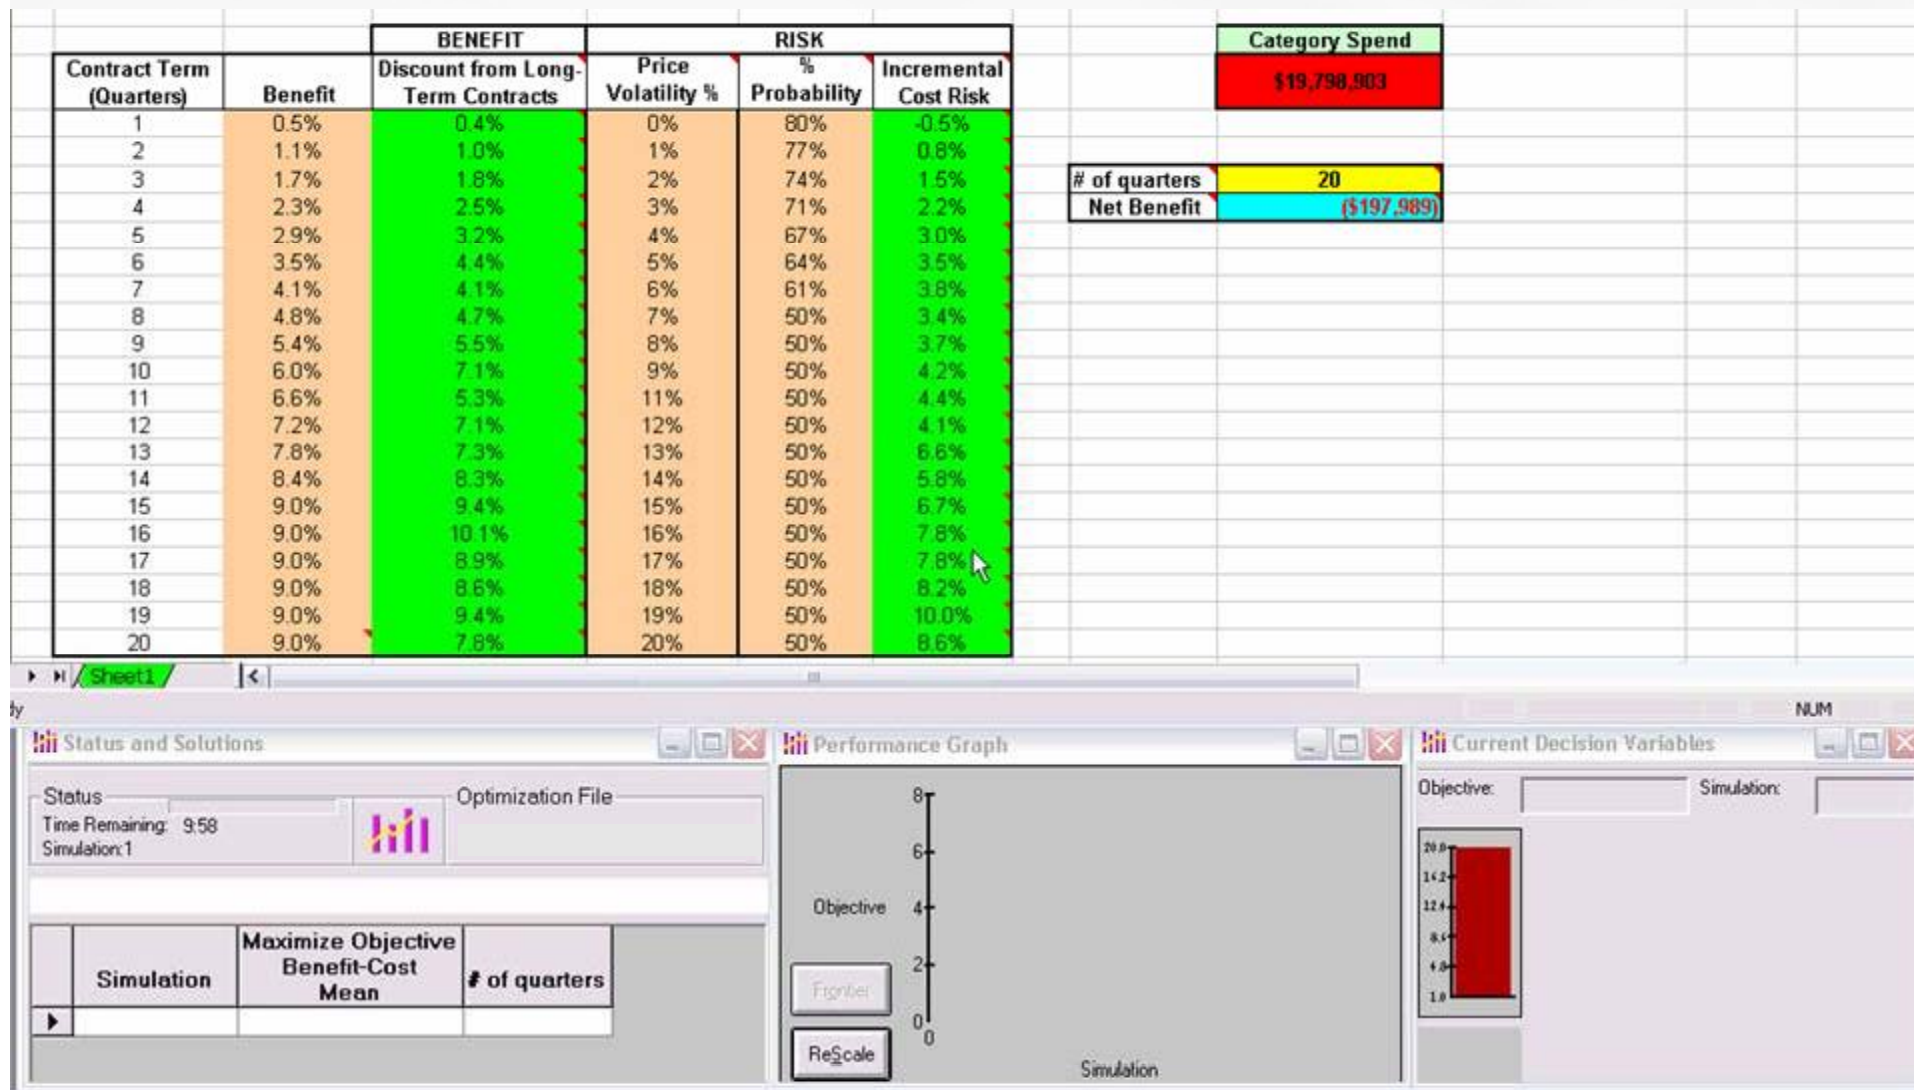 BENEFIT RISK Category Spend
Contract Term (Quarters) Benefit Discount from Long-Term Contracts Price Volatility % % Probability Incremental Cost Risk $19,798,903
1 0.5% 0.4% 0% 80% -0.5%
2 1.1% 1.0% 1% 77% 0.8%
3 1.7% 1.8% 2% 74% 1.5% # of quarters 20
4 2.3% 2.5% 3% 71% 2.2% Net Benefit ($197,989)
5 2.9% 3.2% 4% 67% 3.0%
6 3.5% 4.4% 5% 64% 3.5%
7 4.1% 4.1% 6% 61% 3.8%
8 4.8% 4.7% 7% 50% 3.4%
9 5.4% 5.5% 8% 50% 3.7%
10 6.0% 7.1% 9% 50% 4.2%
11 6.6% 5.3% 11% 50% 4.4%
12 7.2% 7.1% 12% 50% 4.1%
13 7.8% 7.3% 13% 50% 6.6%
14 8.4% 8.3% 14% 50% 5.8%
15 9.0% 9.4% 15% 50% 6.7%
16 9.0% 10.1% 16% 50% 7.8%
17 9.0% 8.9% 17% 50% 7.8%
18 9.0% 8.6% 18% 50% 8.2%
19 9.0% 9.4% 19% 50% 10.0%
20 9.0% 7.8% 20% 50% 8.6%
Sheet1
dy NUM
Status and Solutions
Status Optimization File
Time Remaining: 9:58
Simulation:1
Simulation Maximize Objective Benefit-Cost Mean # of quarters
Performance Graph
8
6
Objective 4
2
Frontier
0
0
ReScale
Simulation
Current Decision Variables
Objective: Simulation:
20.0
12.4
1.0